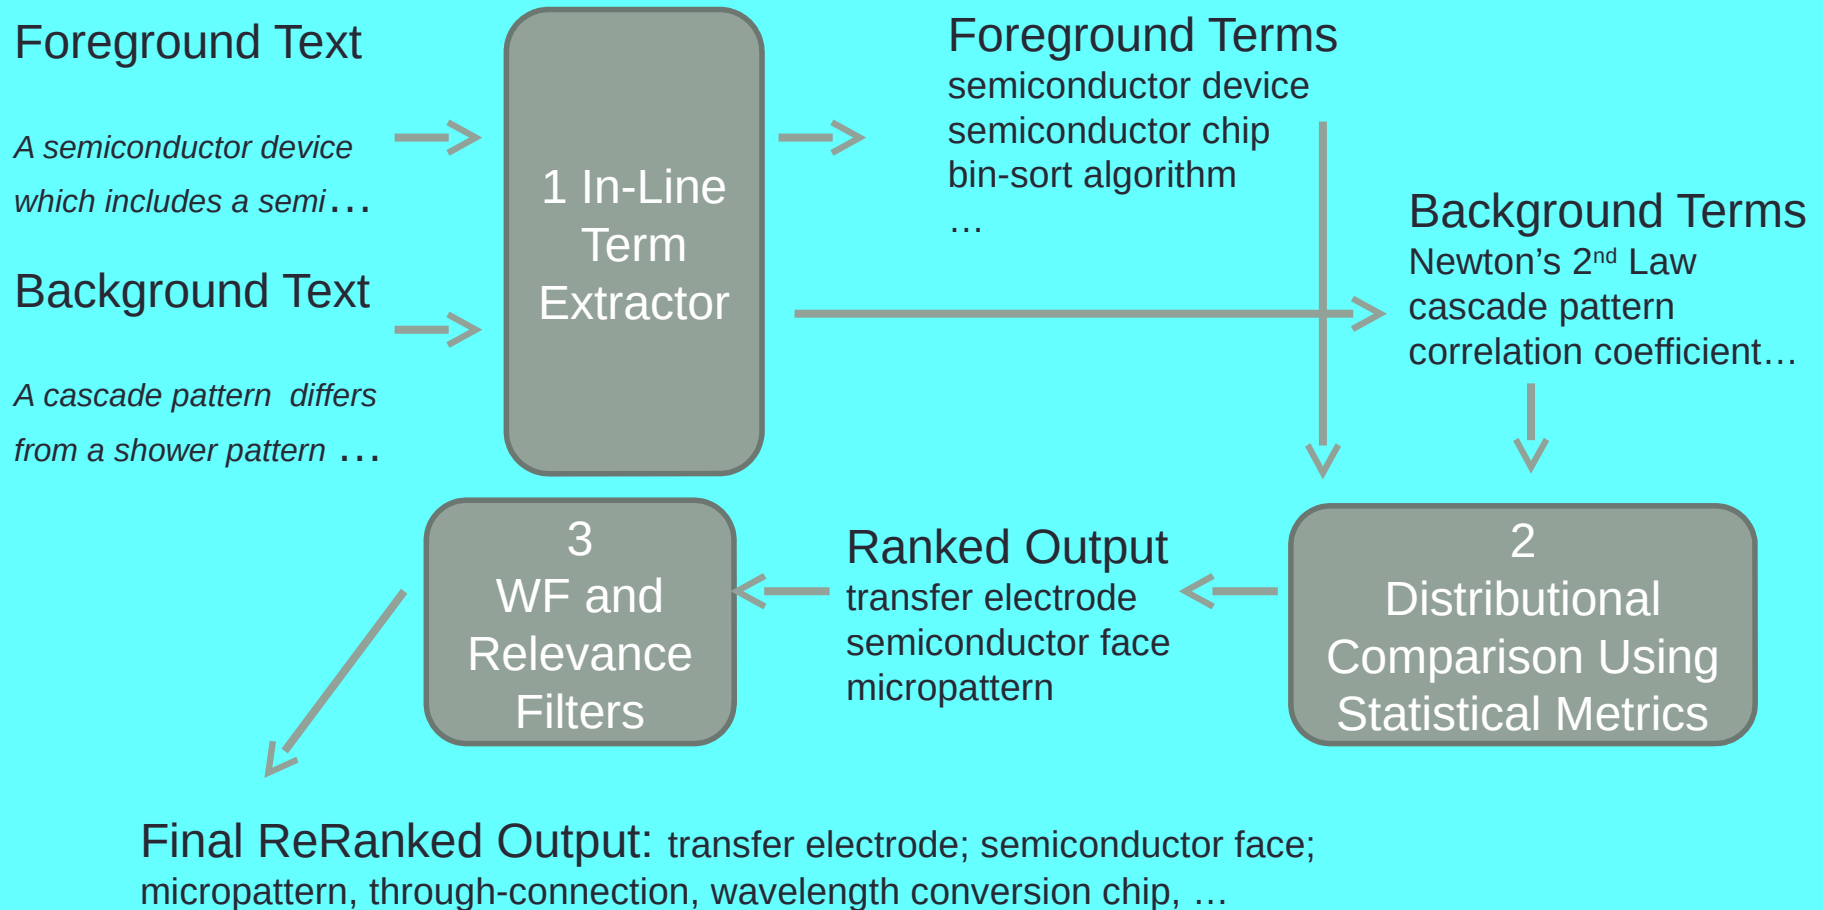 Foreground Text
A semiconductor device
which includes a semi…
Background Text
A cascade pattern  differs
from a shower pattern …
1 In-Line
Term
Extractor
Foreground Terms
semiconductor device
semiconductor chip
bin-sort algorithm
…
Background Terms
Newton’s 2nd Law
cascade pattern
correlation coefficient…
2
Distributional
Comparison Using
Statistical Metrics
Ranked Output
transfer electrode
semiconductor face
micropattern
3
WF and
Relevance
Filters
Final ReRanked Output: transfer electrode; semiconductor face;
micropattern, through-connection, wavelength conversion chip, …